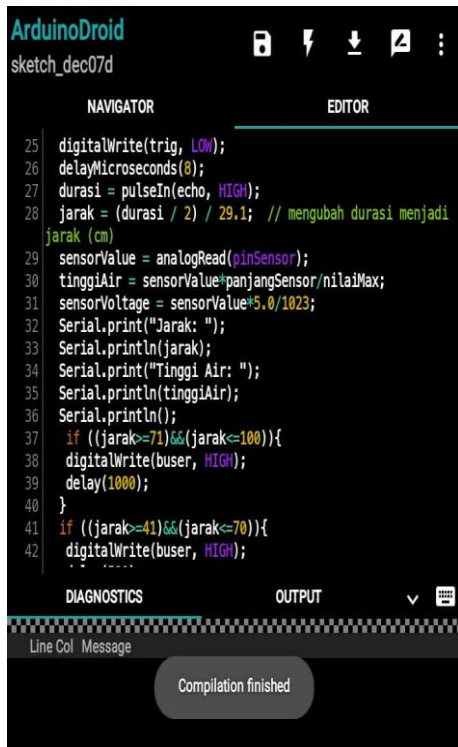 ArduinoDroid
sketch_dec07d
NAVIGATOR EDITOR
25 digitalWrite(trig, LOW);
26 delayMicroseconds(8);
27 durasi = pulseIn(echo, HIGH);
28 jarak = (durasi / 2) / 29.1; // mengubah durasi menjadi
jarak (cm)
29 sensorValue = analogRead(pinSensor);
30 tinggiAir = sensorValue*panjangSensor/nilaiMax;
31 sensorVoltage = sensorValue*5.0/1023;
32 Serial.print("Jarak: ");
33 Serial.println(jarak);
34 Serial.print("Tinggi Air: ");
35 Serial.println(tinggiAir);
36 Serial.println();
37 if ((jarak>=71)&&(jarak<=100)){
38 digitalWrite(buser, HIGH);
39 delay(1000);
40 }
41 if ((jarak>=41)&&(jarak<=70)){
42 digitalWrite(buser, HIGH);
DIAGNOSTICS OUTPUT
Line Col Message
Compilation finished